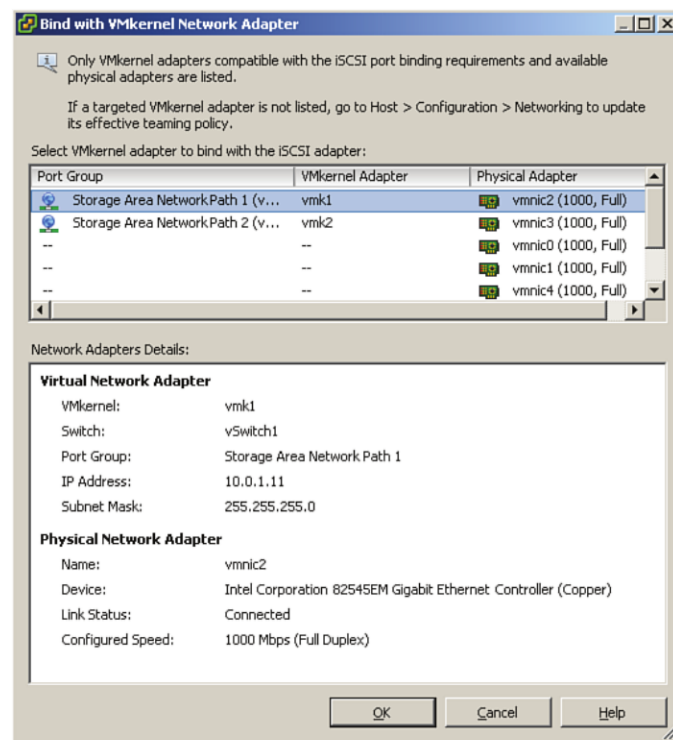 Bind with VMkernel Network Adapter
Only VMkernel adapters compatible with the iSCSI port binding requirements and available
physical adapters are listed.
If a targeted VMkernel adapter is not listed, go to Host > Configuration > Networking to update
its effective teaming policy.
Select VMkernel adapter to bind with the iSCSI adapter:
Port Group VMkernel Adapter Physical Adapter
Storage Area Network Path 1 (v... vmk1 vmnic2 (1000, Full)
Storage Area Network Path 2 (v... vmk2 vmnic3 (1000, Full)
-- -- vmnic0 (1000, Full)
-- -- vmnic1 (1000, Full)
-- -- vmnic4 (1000, Full)
Network Adapters Details:
Virtual Network Adapter
VMkernel: vmk1
Switch: vSwitch1
Port Group: Storage Area Network Path 1
IP Address: 10.0.1.11
Subnet Mask: 255.255.255.0
Physical Network Adapter
Name: vmnic2
Device: Intel Corporation 82545EM Gigabit Ethernet Controller (Copper)
Link Status: Connected
Configured Speed: 1000 Mbps (Full Duplex)
OK Cancel Help